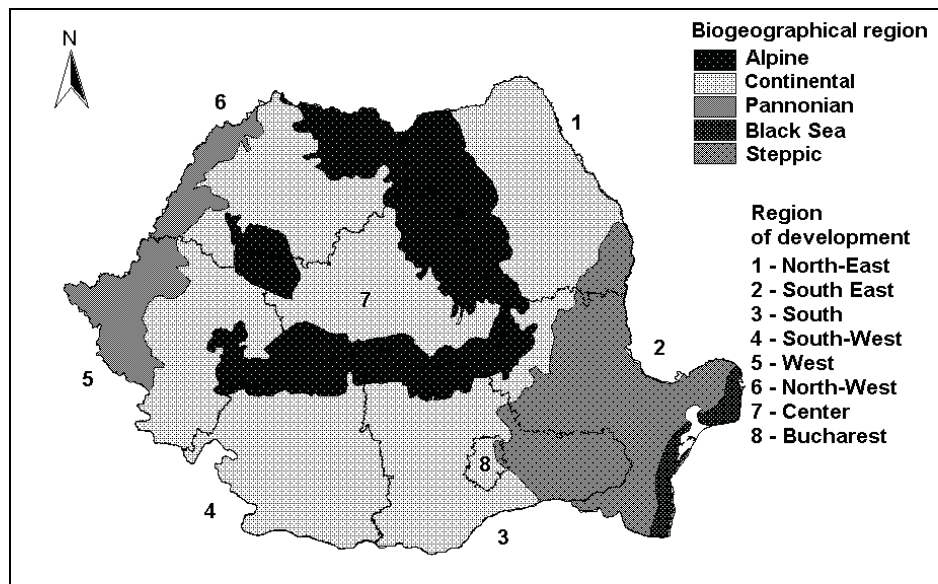 N
Biogeographical region
Alpine
Continental
Pannonian
Black Sea
Steppic
6
1
7
5
2
8
4
3
Region
of development
1 - North-East
2 - South East
3 - South
4 - South-West
5 - West
6 - North-West
7 - Center
8 - Bucharest